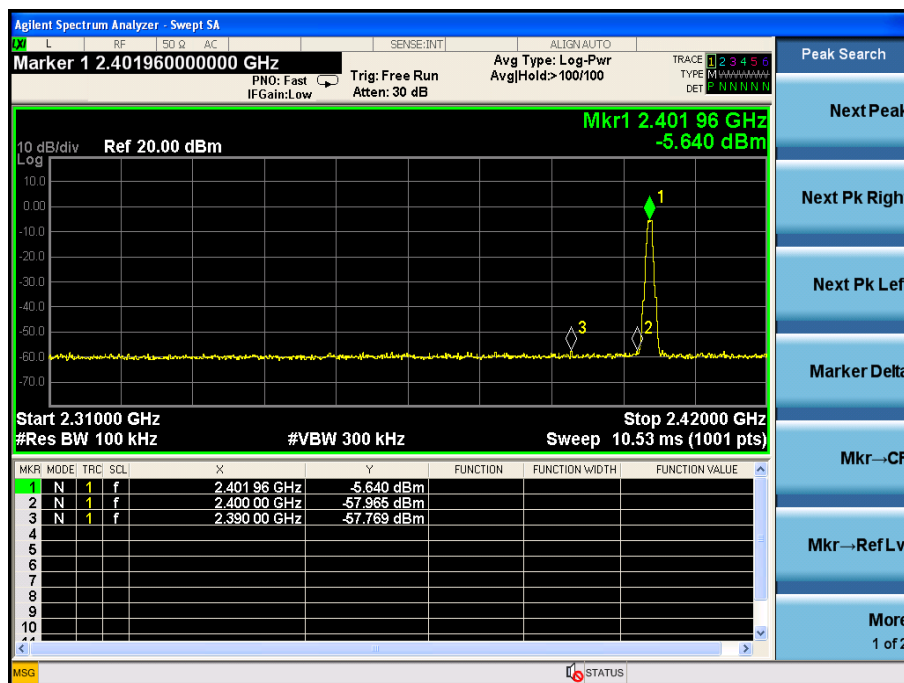 Agilent Spectrum Analyzer - Swept SA
LXI L RF 50 Ω AC SENSE:INT ALIGN AUTO
Marker 1 2.401960000000 GHz
PNO: Fast
IFGain:Low
Trig: Free Run
Atten: 30 dB
Avg Type: Log-Pwr
Avg|Hold:>100/100
TRACE 1 2 3 4 5 6
TYPE M
DET P N N N N N
Mkr1 2.401 96 GHz
-5.640 dBm
10 dB/div
Log
Ref 20.00 dBm
10.0
0.00
-10.0
-20.0
-30.0
-40.0
-50.0
-60.0
-70.0
1
2
3
Start 2.31000 GHz
Stop 2.42000 GHz
#Res BW 100 kHz
#VBW 300 kHz
Sweep 10.53 ms (1001 pts)
MKR MODE TRC SCL X Y FUNCTION FUNCTION WIDTH FUNCTION VALUE
1 N 1 f 2.401 96 GHz -5.640 dBm
2 N 1 f 2.400 00 GHz -57.965 dBm
3 N 1 f 2.390 00 GHz -57.769 dBm
4
5
6
7
8
9
10
11
MSG
STATUS
Peak Search
Next Peak
Next Pk Righ
Next Pk Lef
Marker Delta
Mkr→CF
Mkr→Ref Lv
More
1 of 2